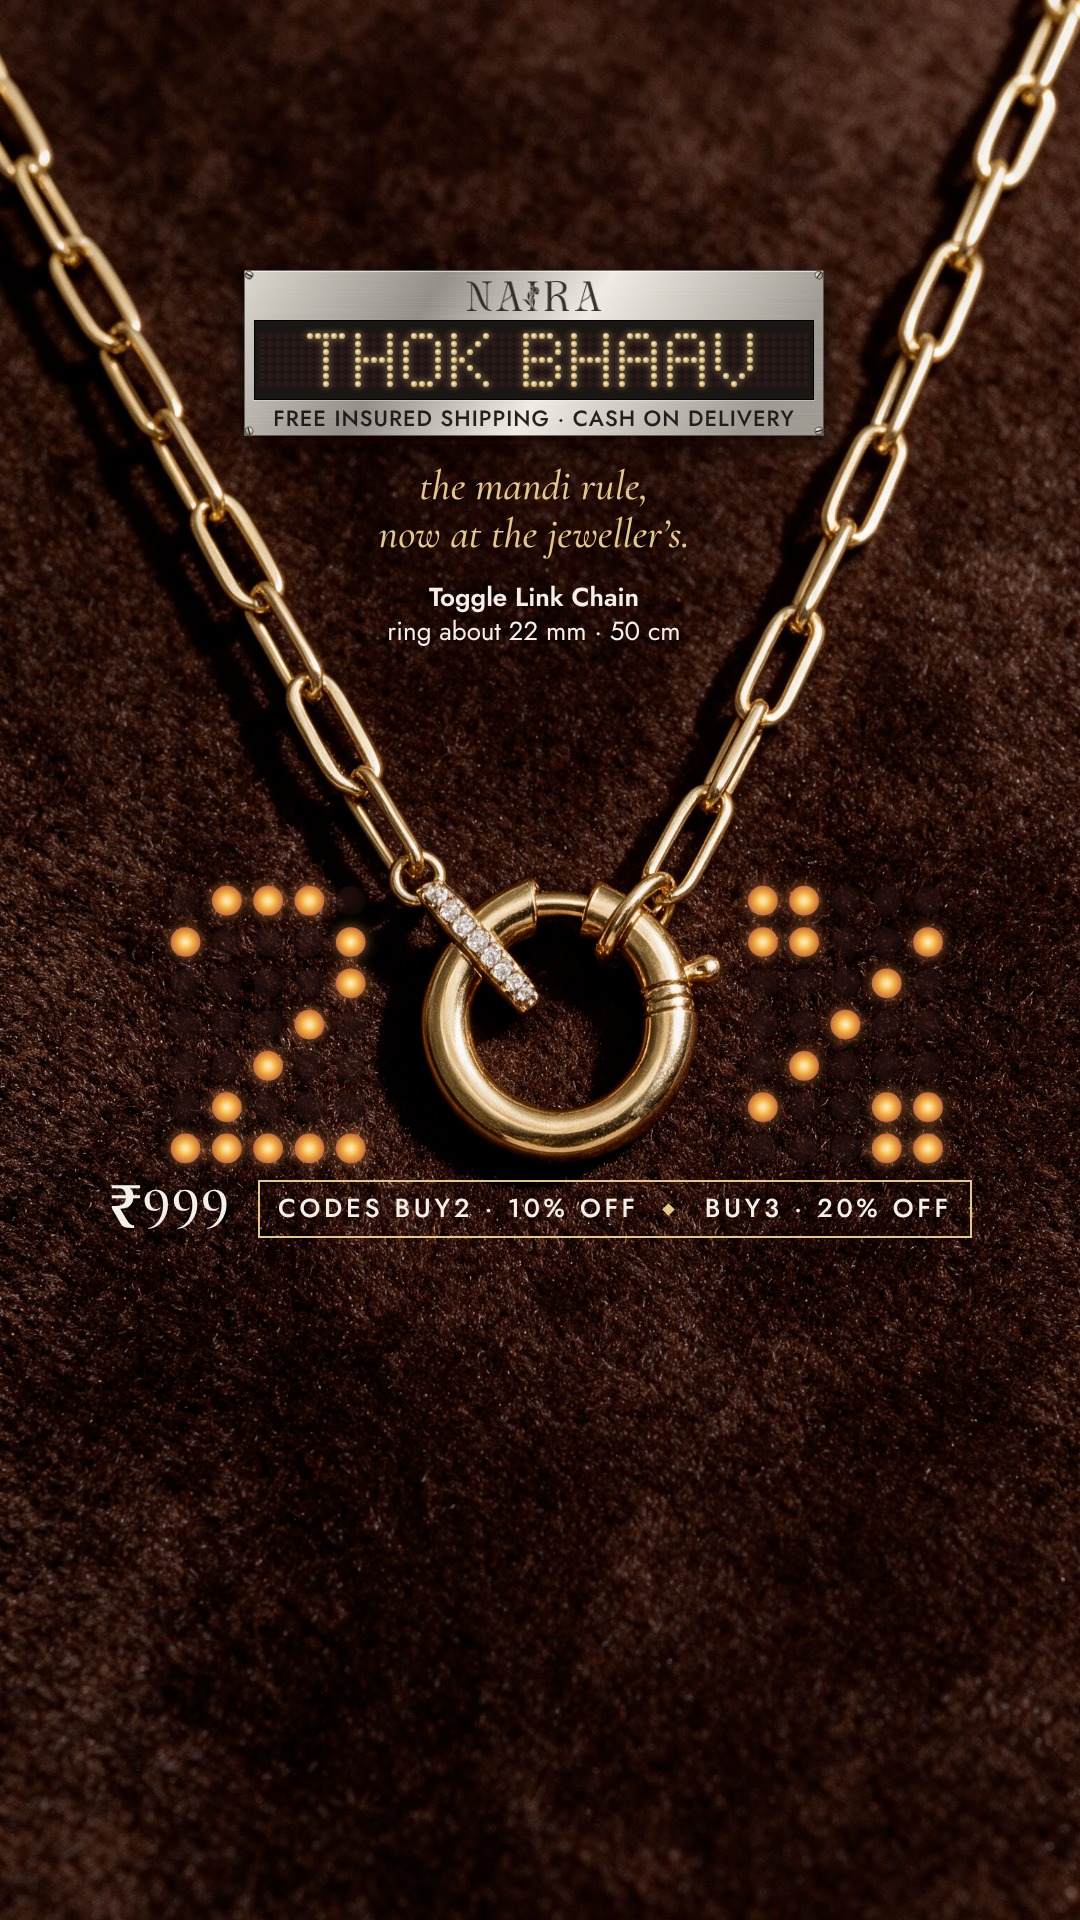 NAIRA
THOK BHAAV
FREE INSURED SHIPPING · CASH ON DELIVERY
the mandi rule,
now at the jeweller's.
Toggle Link Chain
ring about 22 mm · 50 cm
20%
₹999
CODES BUY2 · 10% OFF ◆ BUY3 · 20% OFF